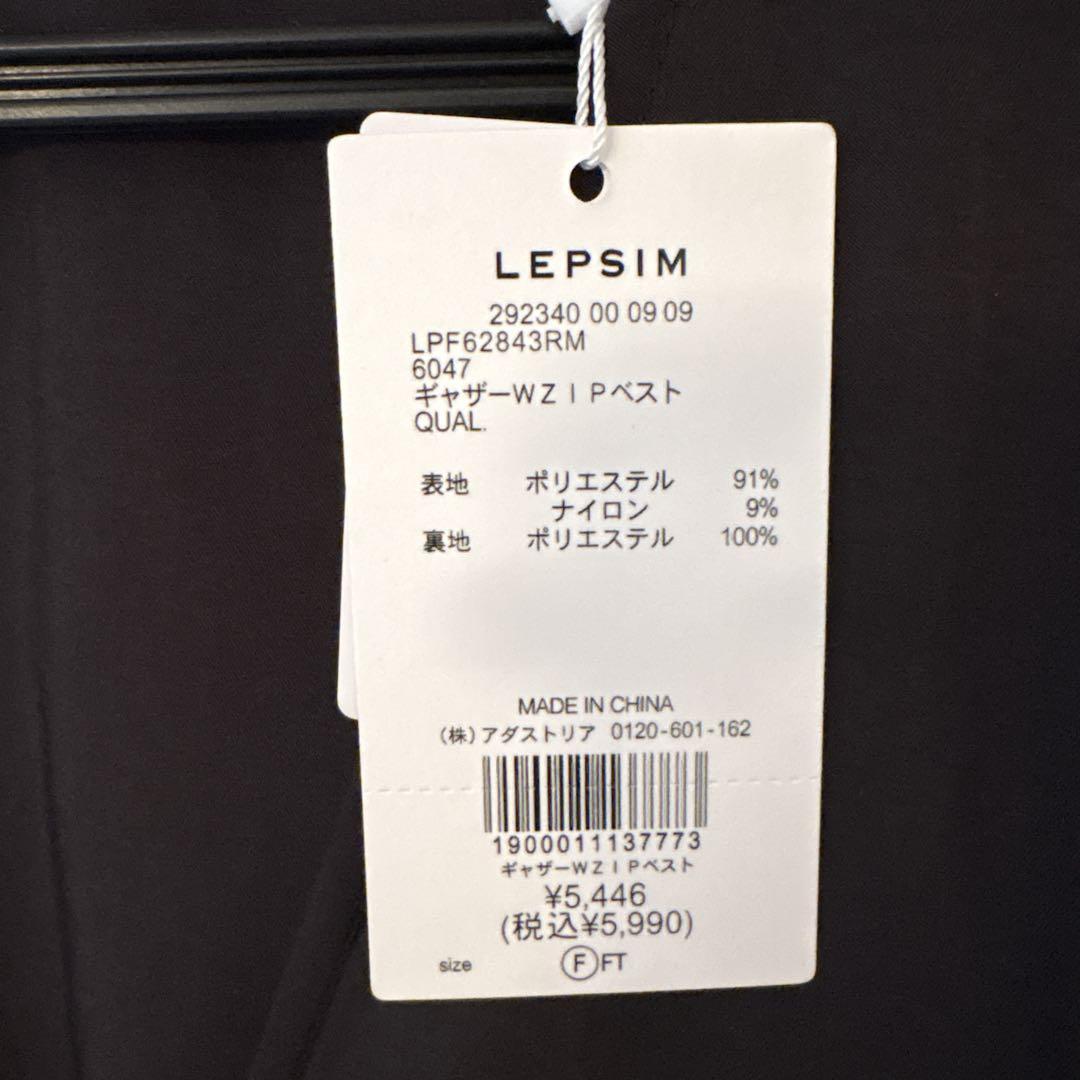 LEPSIM
292340 00 09 09
LPF62843RM
6047
ギャザーWZIPベスト
QUAL.
表地 ポリエステル 91%
ナイロン 9%
裏地 ポリエステル 100%
MADE IN CHINA
(株)アダストリア 0120-601-162
1900011137773
ギャザーWZIPベスト
¥5,446
(税込¥5,990)
size Ⓕ FT